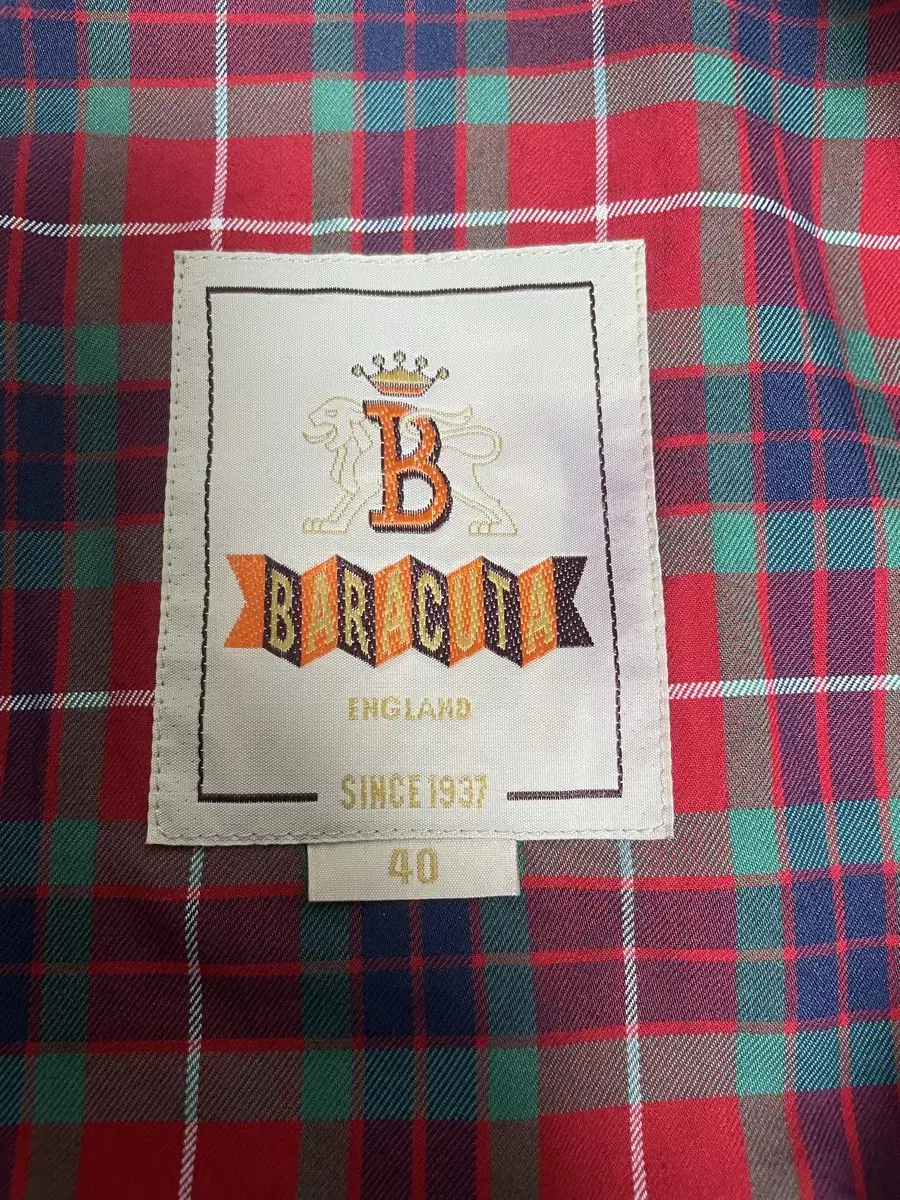 B
BARACUTA
ENGLAND
SINCE 1937
40